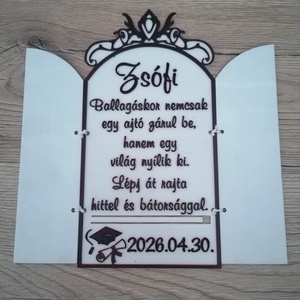 Zsófi
Ballagáskor nemcsak
egy ajtó zárul be,
hanem egy
világ nyílik ki.
Lépj át rajta
hittel és bátorsággal.
2026.04.30.